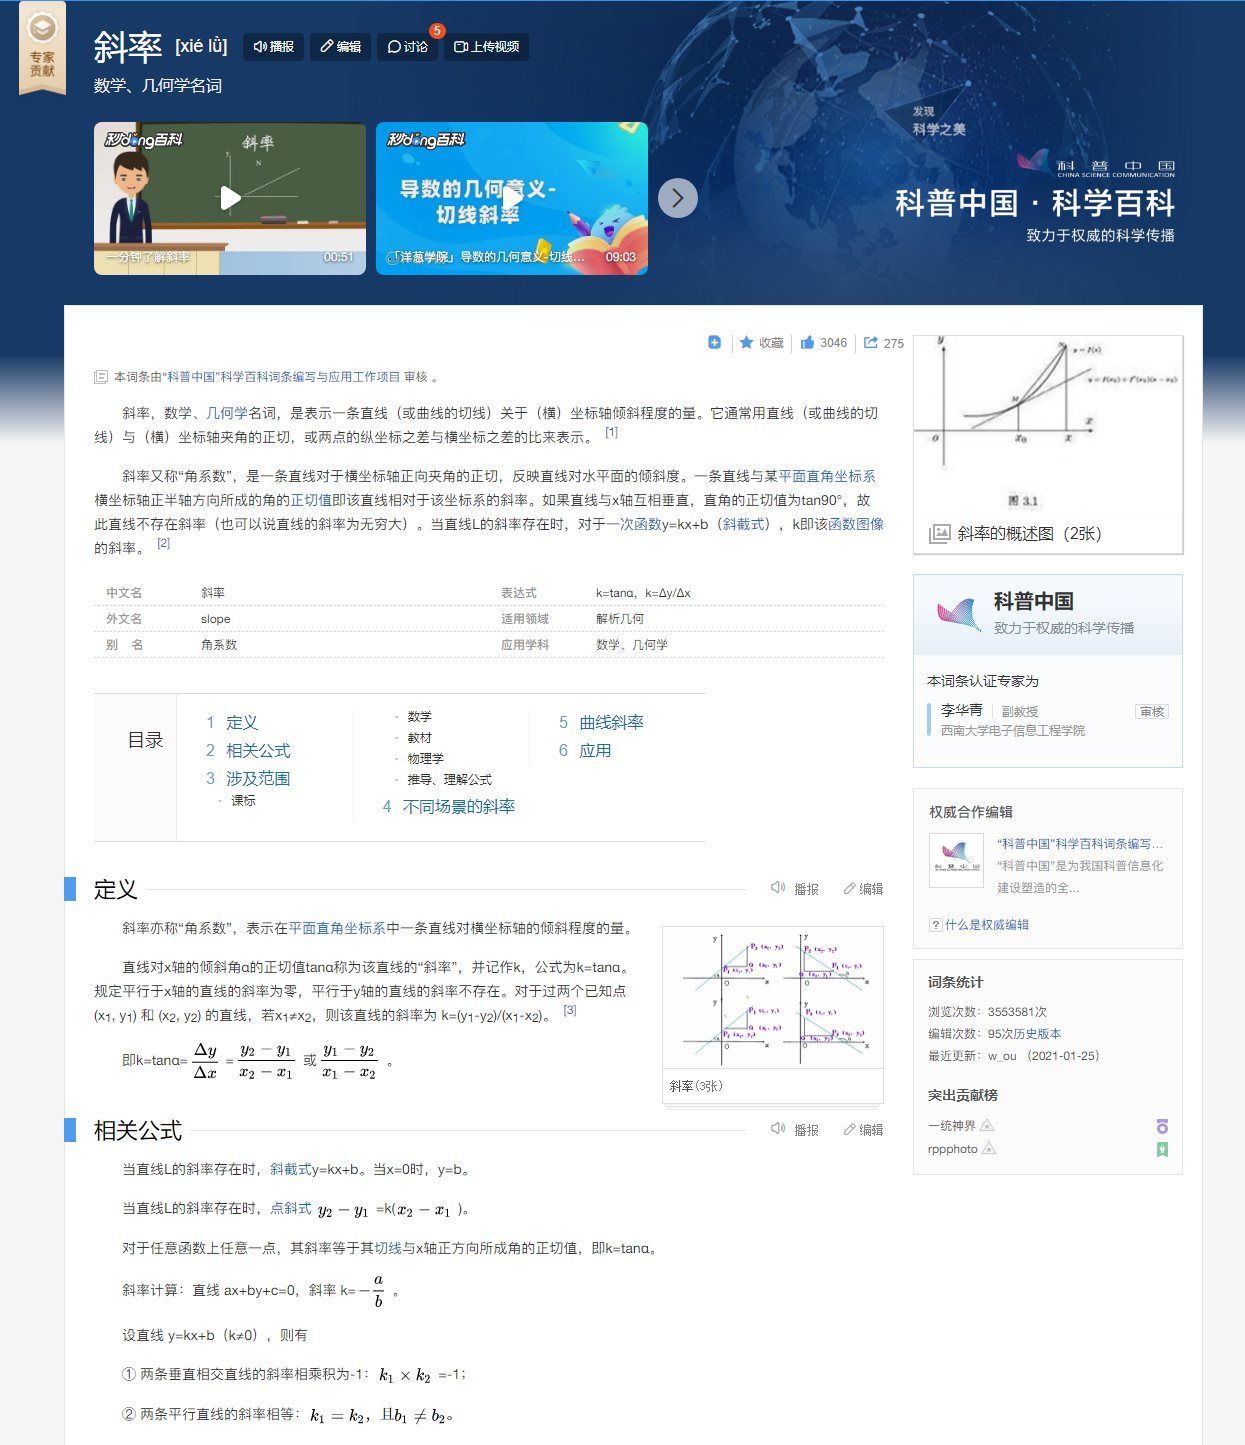 专家
贡献
斜率 [xié lǜ] 播报 编辑 讨论 5 上传视频
数学、几何学名词
秒dǒng百科
斜率
一分钟了解斜率 00:51
秒dǒng百科
导数的几何意义-
切线斜率
「洋葱学院」导数的几何意义-切线... 09:03
发现
科学之美
科普中国
CHINA SCIENCE COMMUNICATION
科普中国·科学百科
致力于权威的科学传播
收藏 3046 275
本词条由“科普中国”科学百科词条编写与应用工作项目 审核 。
斜率，数学、几何学名词，是表示一条直线（或曲线的切线）关于（横）坐标轴倾斜程度的量。它通常用直线（或曲线的切
线）与（横）坐标轴夹角的正切，或两点的纵坐标之差与横坐标之差的比来表示。 [1]
斜率又称“角系数”，是一条直线对于横坐标轴正向夹角的正切，反映直线对水平面的倾斜度。一条直线与某平面直角坐标系
横坐标轴正半轴方向所成的角的正切值即该直线相对于该坐标系的斜率。如果直线与x轴互相垂直，直角的正切值为tan90°，故
此直线不存在斜率（也可以说直线的斜率为无穷大）。当直线L的斜率存在时，对于一次函数y=kx+b（斜截式），k即该函数图像
的斜率。 [2]
中文名 斜率 表达式 k=tanα，k=Δy/Δx
外文名 slope 适用领域 解析几何
别 名 角系数 应用学科 数学、几何学
目录
1 定义
2 相关公式
3 涉及范围
- 课标
- 数学
- 教材
- 物理学
- 推导、理解公式
4 不同场景的斜率
5 曲线斜率
6 应用
定义 播报 编辑
斜率亦称“角系数”，表示在平面直角坐标系中一条直线对横坐标轴的倾斜程度的量。
直线对x轴的倾斜角α的正切值tanα称为该直线的“斜率”，并记作k，公式为k=tanα。
规定平行于x轴的直线的斜率为零，平行于y轴的直线的斜率不存在。对于过两个已知点
(x₁, y₁) 和 (x₂, y₂) 的直线，若x₁≠x₂，则该直线的斜率为 k=(y₁-y₂)/(x₁-x₂)。 [3]
即k=tanα= Δy/Δx = (y₂ − y₁)/(x₂ − x₁) 或 (y₁ − y₂)/(x₁ − x₂) 。
斜率(3张)
相关公式 播报 编辑
当直线L的斜率存在时，斜截式y=kx+b。当x=0时，y=b。
当直线L的斜率存在时，点斜式 y₂ − y₁ =k(x₂ − x₁ )。
对于任意函数上任意一点，其斜率等于其切线与x轴正方向所成角的正切值，即k=tanα。
斜率计算：直线 ax+by+c=0，斜率 k= −a/b 。
设直线 y=kx+b（k≠0），则有
① 两条垂直相交直线的斜率相乘积为-1： k₁ × k₂ =-1；
② 两条平行直线的斜率相等： k₁ = k₂，且b₁ ≠ b₂。
图 3.1
斜率的概述图（2张）
科普中国
致力于权威的科学传播
本词条认证专家为
李华青 副教授 审核
西南大学电子信息工程学院
权威合作编辑
“科普中国”科学百科词条编写...
“科普中国”是为我国科普信息化
建设塑造的全...
什么是权威编辑
词条统计
浏览次数：3553581次
编辑次数：95次历史版本
最近更新：w_ou （2021-01-25）
突出贡献榜
一统神界
rppphoto